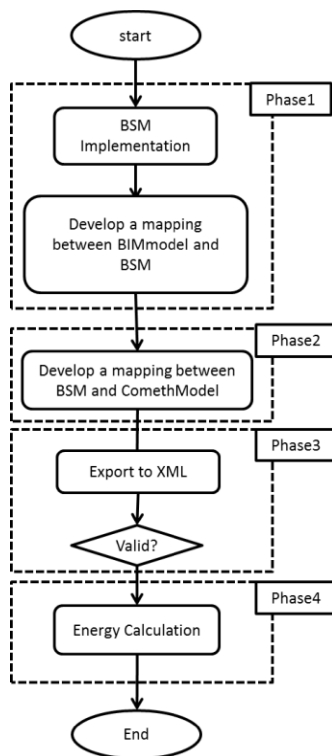 start
Phase1
BSM
Implementation
Develop a mapping
between BIMmodel and
BSM
Phase2
Develop a mapping between
BSM and ComethModel
Phase3
Export to XML
Valid?
Phase4
Energy Calculation
End